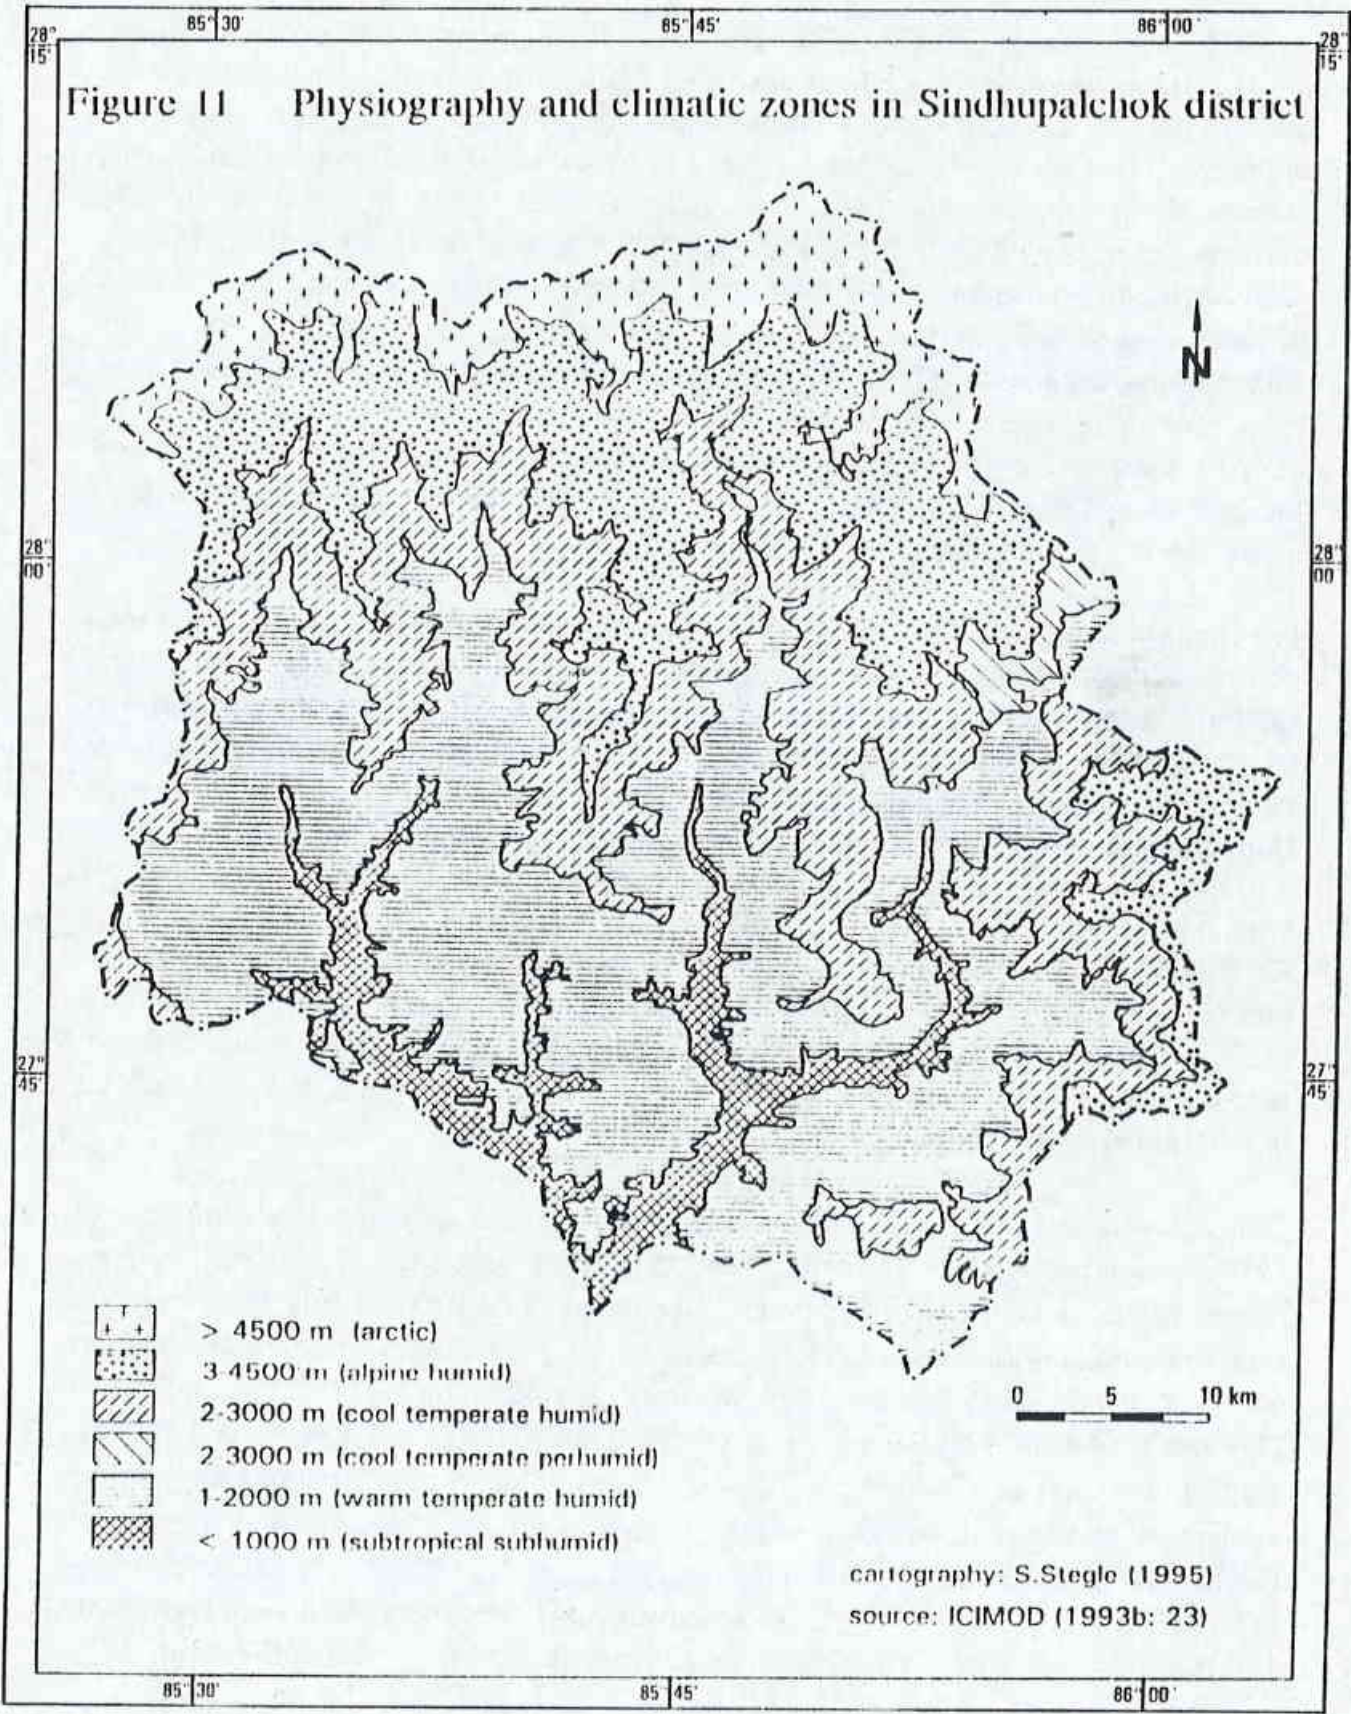 85°30' 85°45' 86°00'
28° 15' 28° 15'
Figure 11 Physiography and climatic zones in Sindhupalchok district
N
28° 00' 28° 00
27° 45' 27° 45'
> 4500 m (arctic)
3-4500 m (alpine humid)
2-3000 m (cool temperate humid)
2 3000 m (cool temperate perhumid)
1-2000 m (warm temperate humid)
< 1000 m (subtropical subhumid)
0 5 10 km
cartography: S.Stegle (1995)
source: ICIMOD (1993b: 23)
85°30' 85°45' 86°00'